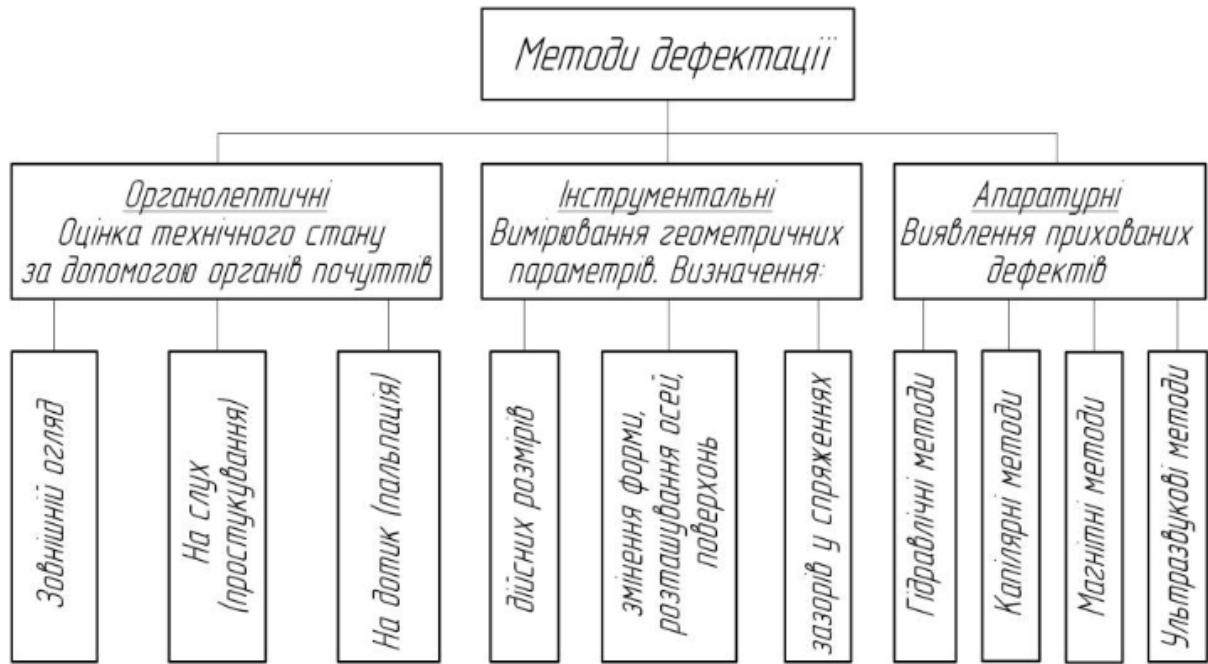 Методи дефектації
Органолептичні
Оцінка технічного стану
за допомогою органів почуттів
Інструментальні
Вимірювання геометричних
параметрів. Визначення:
Апаратурні
Виявлення прихованих
дефектів
Зовнішній огляд
На слух
(простукування)
На дотик (пальпація)
дійсних розмірів
змінення форми,
розташування осей,
поверхонь
зазорів у спряженнях
Гідравлічні методи
Капілярні методи
Магнітні методи
Ультразвукові методи